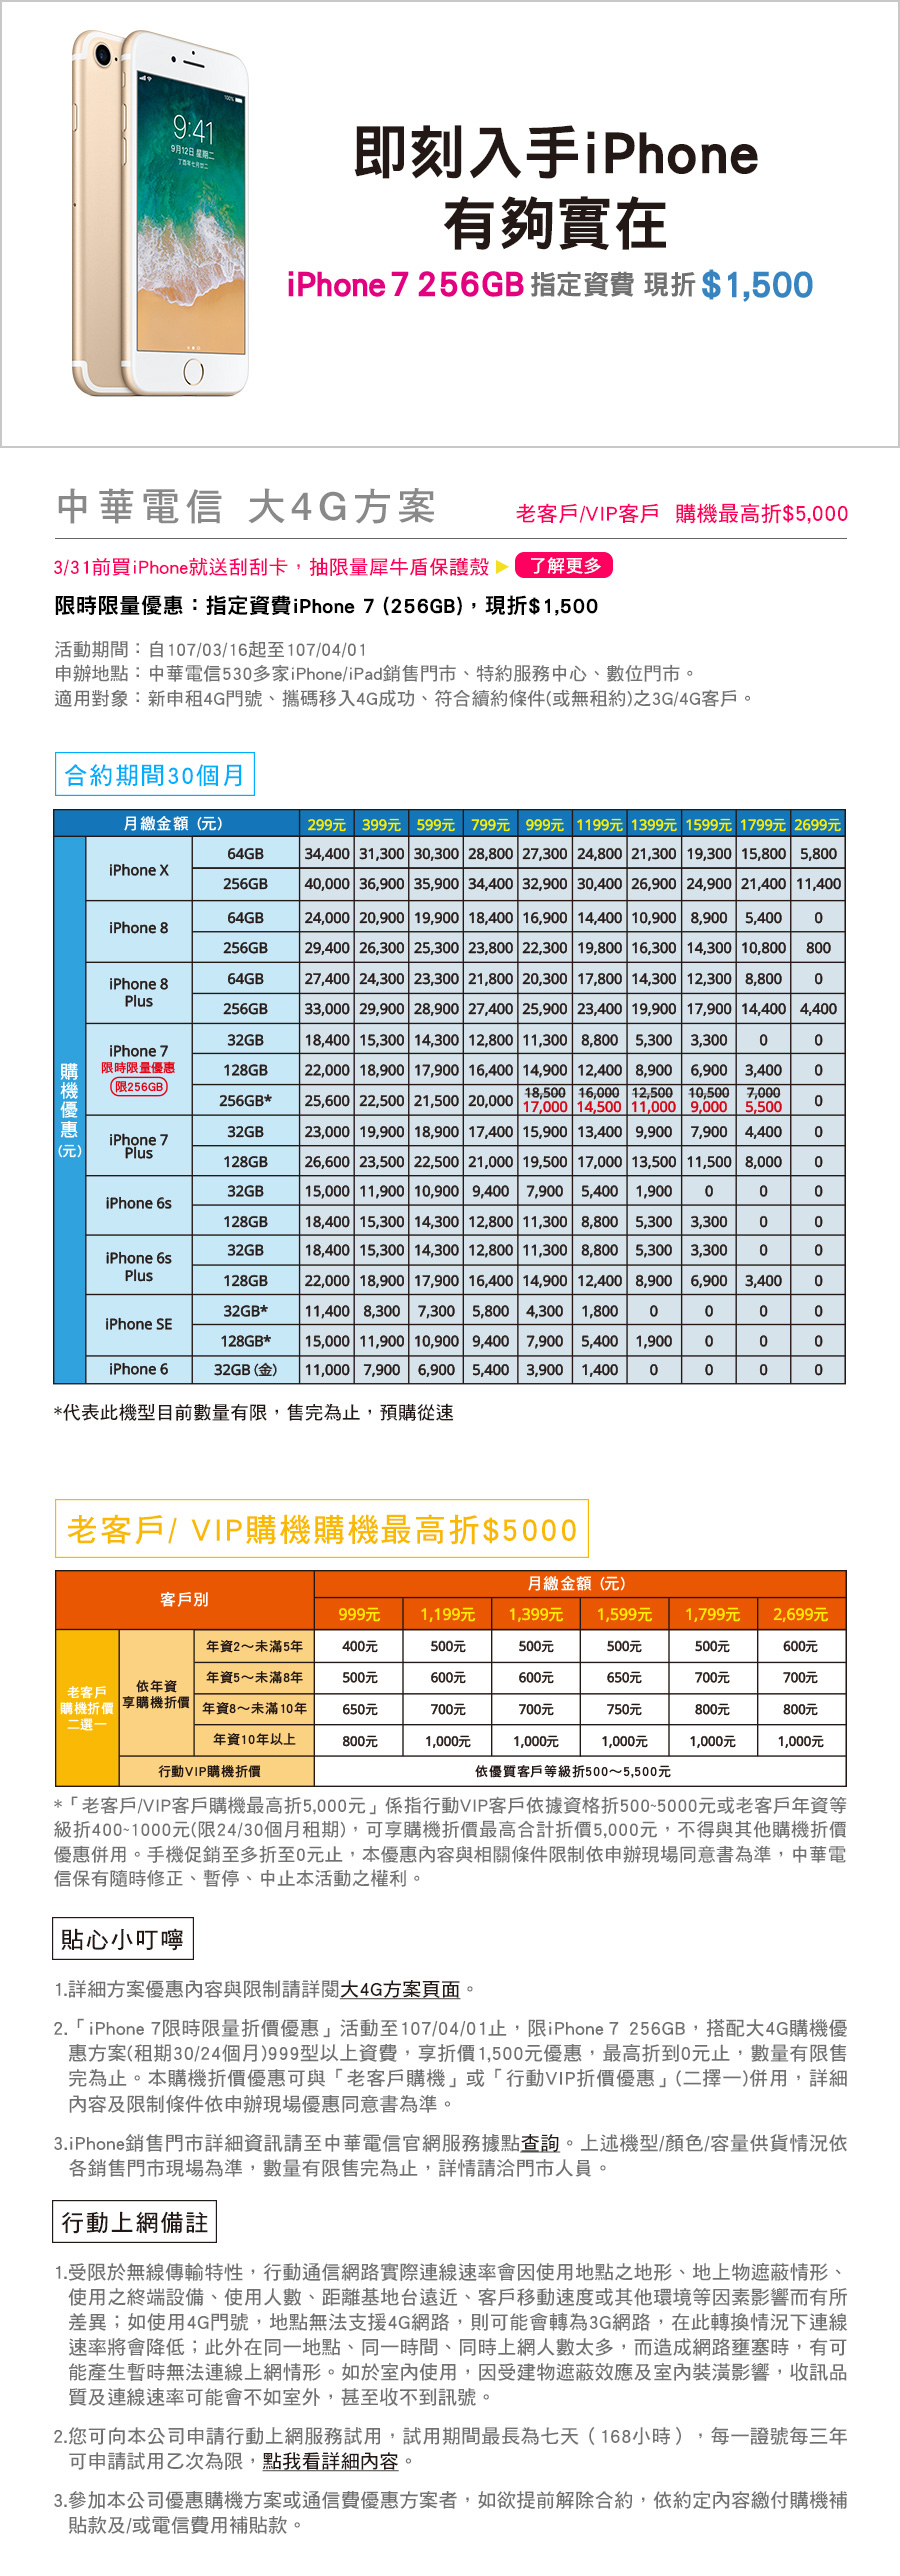 9:41
9月12日 星期二
丁酉年七月廿二
100%
即刻入手iPhone
有夠實在
iPhone 7 256GB 指定資費 現折 $1,500
中華電信 大4G方案 老客戶/VIP客戶 購機最高折$5,000
3/31前買iPhone就送刮刮卡，抽限量犀牛盾保護殼 ▶ 了解更多
限時限量優惠：指定資費iPhone 7 (256GB)，現折$1,500
活動期間：自107/03/16起至107/04/01
申辦地點：中華電信530多家iPhone/iPad銷售門市、特約服務中心、數位門市。
適用對象：新申租4G門號、攜碼移入4G成功、符合續約條件(或無租約)之3G/4G客戶。
合約期間30個月
月繳金額 (元) 299元 399元 599元 799元 999元 1199元 1399元 1599元 1799元 2699元
購機優惠(元)
iPhone X 64GB 34,400 31,300 30,300 28,800 27,300 24,800 21,300 19,300 15,800 5,800
256GB 40,000 36,900 35,900 34,400 32,900 30,400 26,900 24,900 21,400 11,400
iPhone 8 64GB 24,000 20,900 19,900 18,400 16,900 14,400 10,900 8,900 5,400 0
256GB 29,400 26,300 25,300 23,800 22,300 19,800 16,300 14,300 10,800 800
iPhone 8 Plus 64GB 27,400 24,300 23,300 21,800 20,300 17,800 14,300 12,300 8,800 0
256GB 33,000 29,900 28,900 27,400 25,900 23,400 19,900 17,900 14,400 4,400
iPhone 7 限時限量優惠 限256GB 32GB 18,400 15,300 14,300 12,800 11,300 8,800 5,300 3,300 0 0
128GB 22,000 18,900 17,900 16,400 14,900 12,400 8,900 6,900 3,400 0
256GB* 25,600 22,500 21,500 20,000 18,500 17,000 16,000 14,500 12,500 11,000 10,500 9,000 7,000 5,500 0
iPhone 7 Plus 32GB 23,000 19,900 18,900 17,400 15,900 13,400 9,900 7,900 4,400 0
128GB 26,600 23,500 22,500 21,000 19,500 17,000 13,500 11,500 8,000 0
iPhone 6s 32GB 15,000 11,900 10,900 9,400 7,900 5,400 1,900 0 0 0
128GB 18,400 15,300 14,300 12,800 11,300 8,800 5,300 3,300 0 0
iPhone 6s Plus 32GB 18,400 15,300 14,300 12,800 11,300 8,800 5,300 3,300 0 0
128GB 22,000 18,900 17,900 16,400 14,900 12,400 8,900 6,900 3,400 0
iPhone SE 32GB* 11,400 8,300 7,300 5,800 4,300 1,800 0 0 0 0
128GB* 15,000 11,900 10,900 9,400 7,900 5,400 1,900 0 0 0
iPhone 6 32GB (金) 11,000 7,900 6,900 5,400 3,900 1,400 0 0 0 0
*代表此機型目前數量有限，售完為止，預購從速
老客戶/ VIP購機購機最高折$5000
客戶別 月繳金額 (元)
999元 1,199元 1,399元 1,599元 1,799元 2,699元
老客戶
購機折價
二選一
依年資
享購機折價
年資2～未滿5年 400元 500元 500元 500元 500元 600元
年資5～未滿8年 500元 600元 600元 650元 700元 700元
年資8～未滿10年 650元 700元 700元 750元 800元 800元
年資10年以上 800元 1,000元 1,000元 1,000元 1,000元 1,000元
行動VIP購機折價 依優質客戶等級折500～5,500元
*「老客戶/VIP客戶購機最高折5,000元」係指行動VIP客戶依據資格折500~5000元或老客戶年資等
級折400~1000元(限24/30個月租期)，可享購機折價最高合計折價5,000元，不得與其他購機折價
優惠併用。手機促銷至多折至0元止，本優惠內容與相關條件限制依申辦現場同意書為準，中華電
信保有隨時修正、暫停、中止本活動之權利。
貼心小叮嚀
1.詳細方案優惠內容與限制請詳閱大4G方案頁面。
2.「iPhone 7限時限量折價優惠」活動至107/04/01止，限iPhone 7 256GB，搭配大4G購機優
惠方案(租期30/24個月)999型以上資費，享折價1,500元優惠，最高折到0元止，數量有限售
完為止。本購機折價優惠可與「老客戶購機」或「行動VIP折價優惠」(二擇一)併用，詳細
內容及限制條件依申辦現場優惠同意書為準。
3.iPhone銷售門市詳細資訊請至中華電信官網服務據點查詢。上述機型/顏色/容量供貨情況依
各銷售門市現場為準，數量有限售完為止，詳情請洽門市人員。
行動上網備註
1.受限於無線傳輸特性，行動通信網路實際連線速率會因使用地點之地形、地上物遮蔽情形、
使用之終端設備、使用人數、距離基地台遠近、客戶移動速度或其他環境等因素影響而有所
差異；如使用4G門號，地點無法支援4G網路，則可能會轉為3G網路，在此轉換情況下連線
速率將會降低；此外在同一地點、同一時間、同時上網人數太多，而造成網路壅塞時，有可
能產生暫時無法連線上網情形。如於室內使用，因受建物遮蔽效應及室內裝潢影響，收訊品
質及連線速率可能會不如室外，甚至收不到訊號。
2.您可向本公司申請行動上網服務試用，試用期間最長為七天（168小時），每一證號每三年
可申請試用乙次為限，點我看詳細內容。
3.參加本公司優惠購機方案或通信費優惠方案者，如欲提前解除合約，依約定內容繳付購機補
貼款及/或電信費用補貼款。